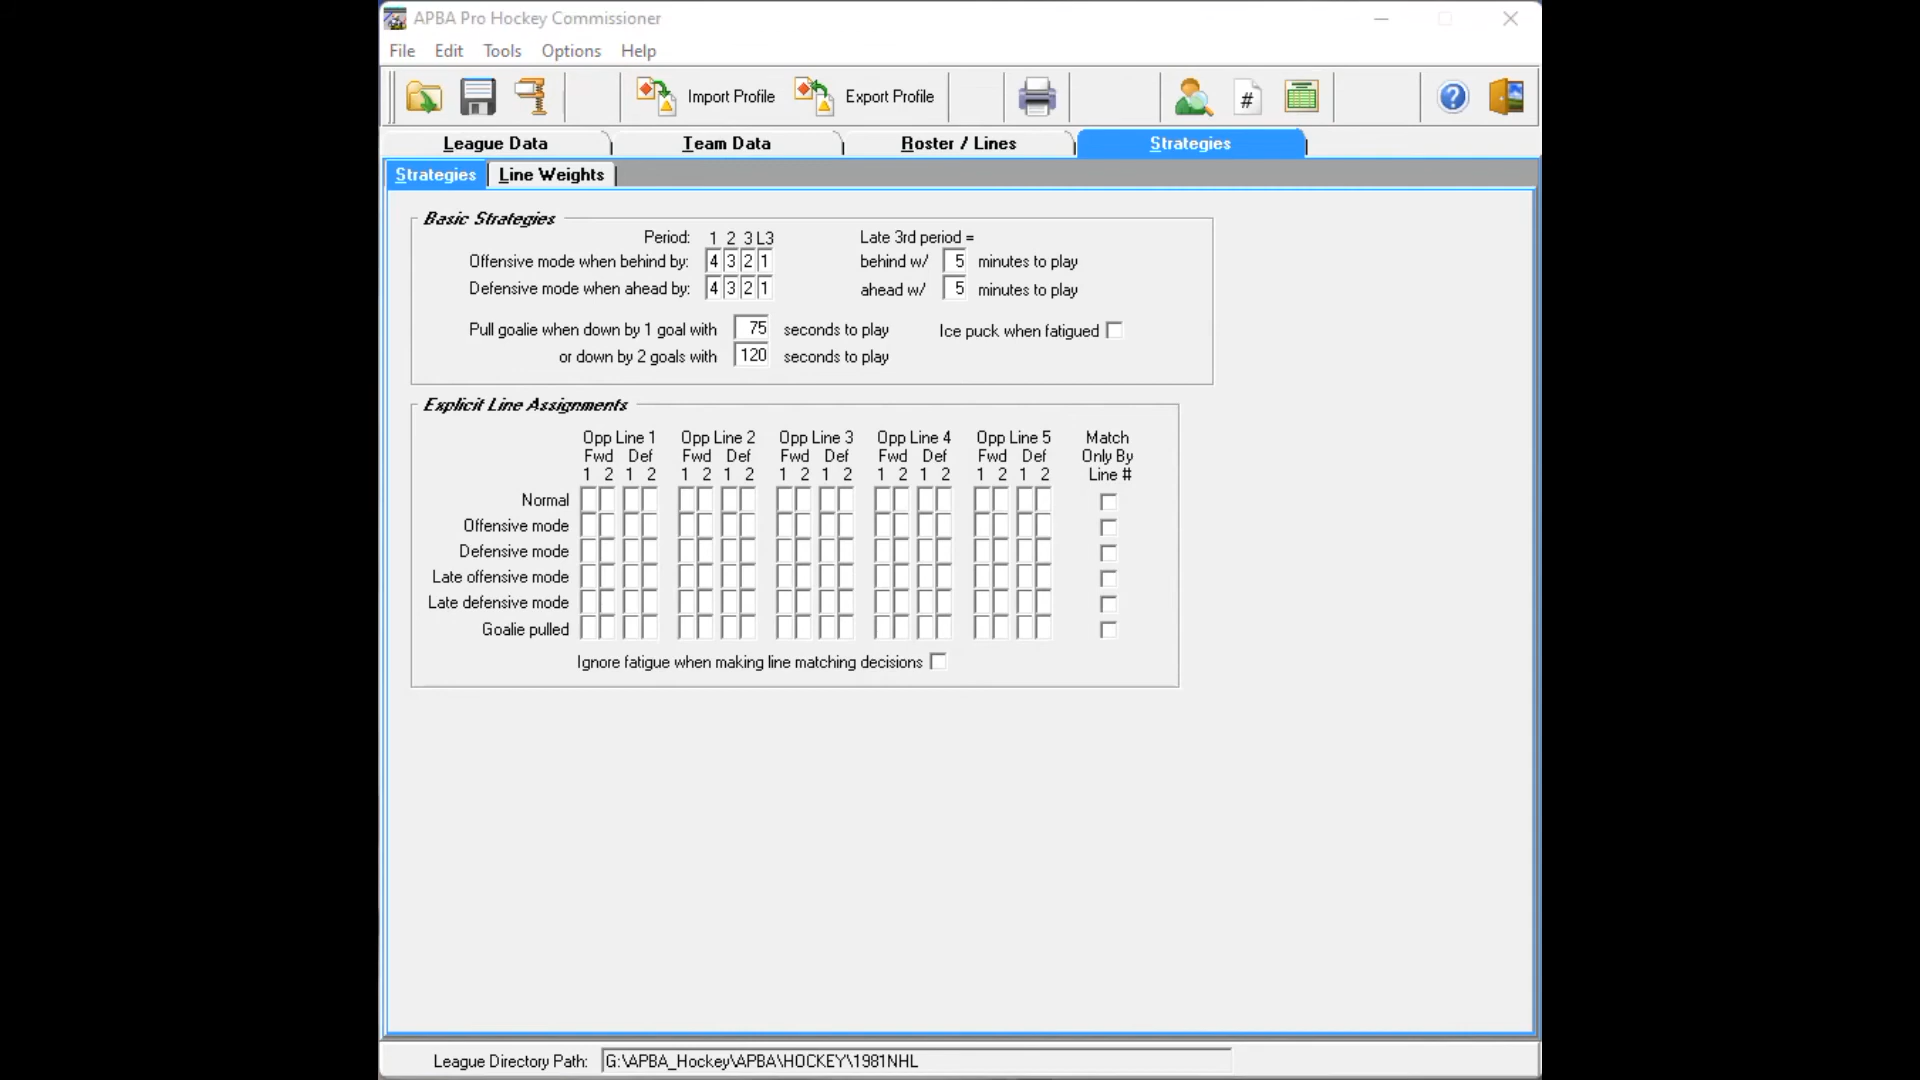 APBA Pro Hockey Commissioner
File Edit Tools Options Help
Import Profile Export Profile #
League Data Team Data Roster / Lines Strategies
Strategies Line Weights
Basic Strategies
Period: 1 2 3 L3 Late 3rd period =
Offensive mode when behind by: 4 3 2 1 behind w/ 5 minutes to play
Defensive mode when ahead by: 4 3 2 1 ahead w/ 5 minutes to play
Pull goalie when down by 1 goal with 75 seconds to play Ice puck when fatigued
or down by 2 goals with 120 seconds to play
Explicit Line Assignments
Opp Line 1 Opp Line 2 Opp Line 3 Opp Line 4 Opp Line 5 Match
Fwd Def Fwd Def Fwd Def Fwd Def Fwd Def Only By
1 2 1 2 1 2 1 2 1 2 1 2 1 2 1 2 1 2 1 2 Line #
Normal
Offensive mode
Defensive mode
Late offensive mode
Late defensive mode
Goalie pulled
Ignore fatigue when making line matching decisions
League Directory Path: G:\APBA_Hockey\APBA\HOCKEY\1981NHL